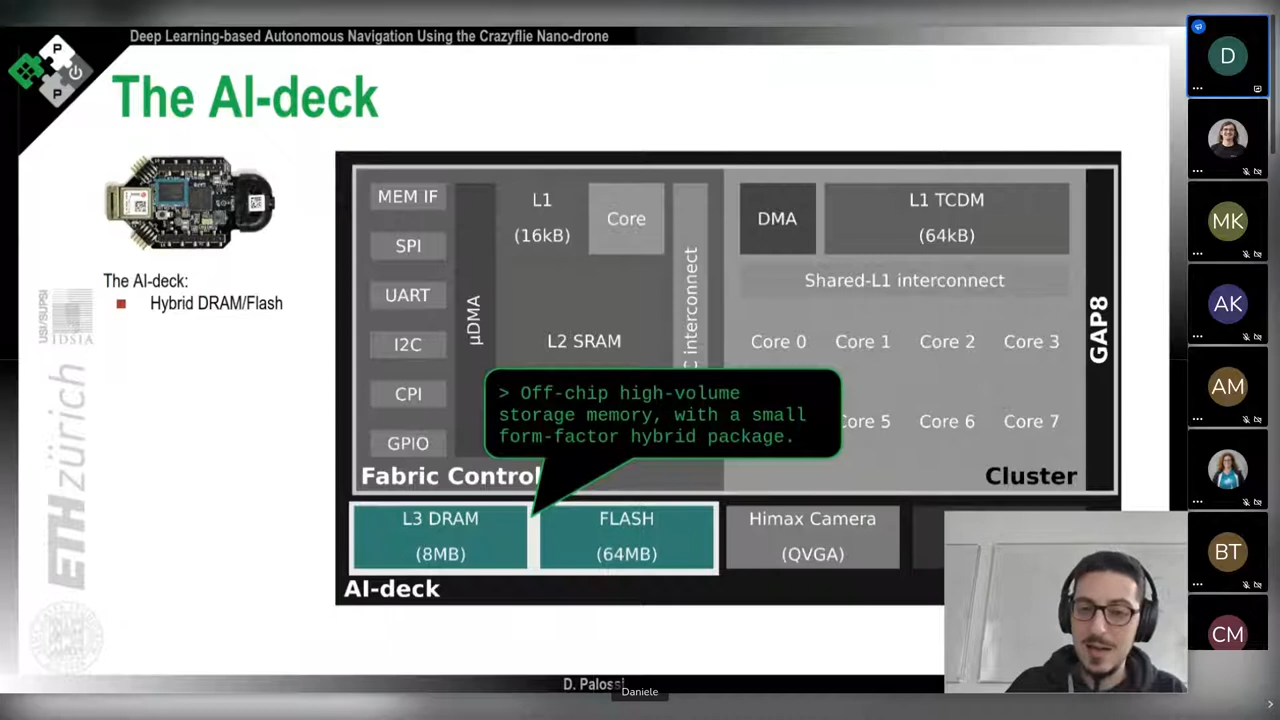 Deep Learning-based Autonomous Navigation Using the Crazyflie Nano-drone
P
P
The AI-deck
The AI-deck:
Hybrid DRAM/Flash
USI/SUPSI
IDSIA
ETH zürich
MEM IF
SPI
UART
I2C
CPI
GPIO
µDMA
L1
(16kB)
Core
L2 SRAM
interconnect
DMA
L1 TCDM
(64kB)
Shared-L1 interconnect
Core 0 Core 1 Core 2 Core 3
Core 5 Core 6 Core 7
GAP8
> Off-chip high-volume
storage memory, with a small
form-factor hybrid package.
Fabric Control
Cluster
L3 DRAM
(8MB)
FLASH
(64MB)
Himax Camera
(QVGA)
AI-deck
D. Palossi
Daniele
D
MK
AK
AM
BT
CM